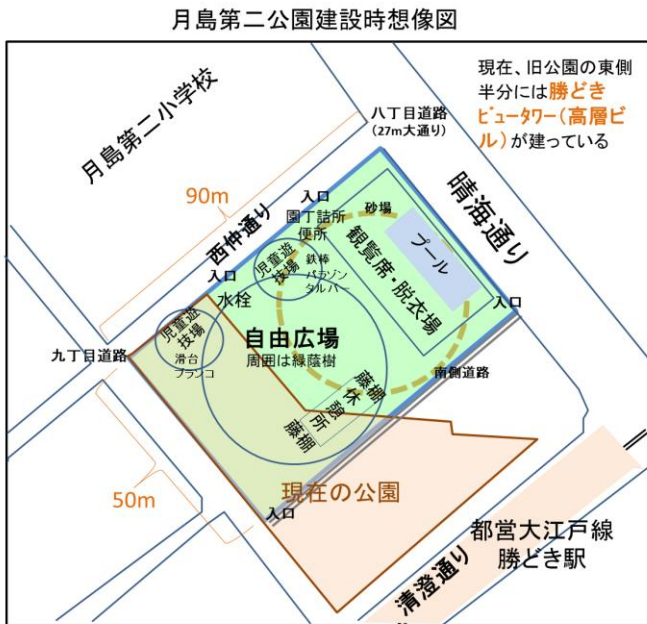 月島第二公園建設時想像図
現在、旧公園の東側
半分には勝どき
ビュータワー(高層ビ
ル)が建っている
月島第二小学校
八丁目道路
(27m大通り)
90m
西仲通り
入口
園丁詰所
便所
砂場
晴海通り
プール
観覧席・脱衣場
児童遊
技場
鉄棒
パラゾン
タルバー
入口
水栓
入口
児童遊
技場
滑台
ブランコ
自由広場
周囲は緑蔭樹
九丁目道路
南側道路
藤棚
休憩所
藤棚
50m
現在の公園
入口
都営大江戸線
勝どき駅
清澄通り